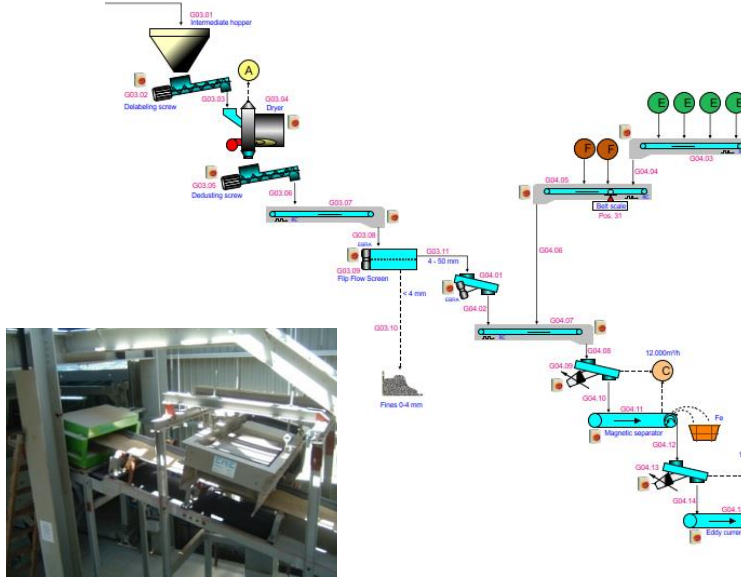 G03.01
Intermediate hopper
A
G03.02
Delabeling screw
G03.03
G03.04
Dryer
G03.05
Dedusting screw
G03.06
G03.07
G03.08
G03.09
Flip Flow Screen
G03.11
4 - 50 mm
< 4 mm
G03.10
Fines 0-4 mm
E E E E
F F
G04.03
G04.04
G04.05
Belt scale
Pos. 31
G04.06
G04.01
G04.02
G04.07
G04.08
12.000m³/h
C
G04.09
G04.10
G04.11
Magnetic separator
Fe
G04.12
G04.13
G04.14
G04.1
Eddy curren